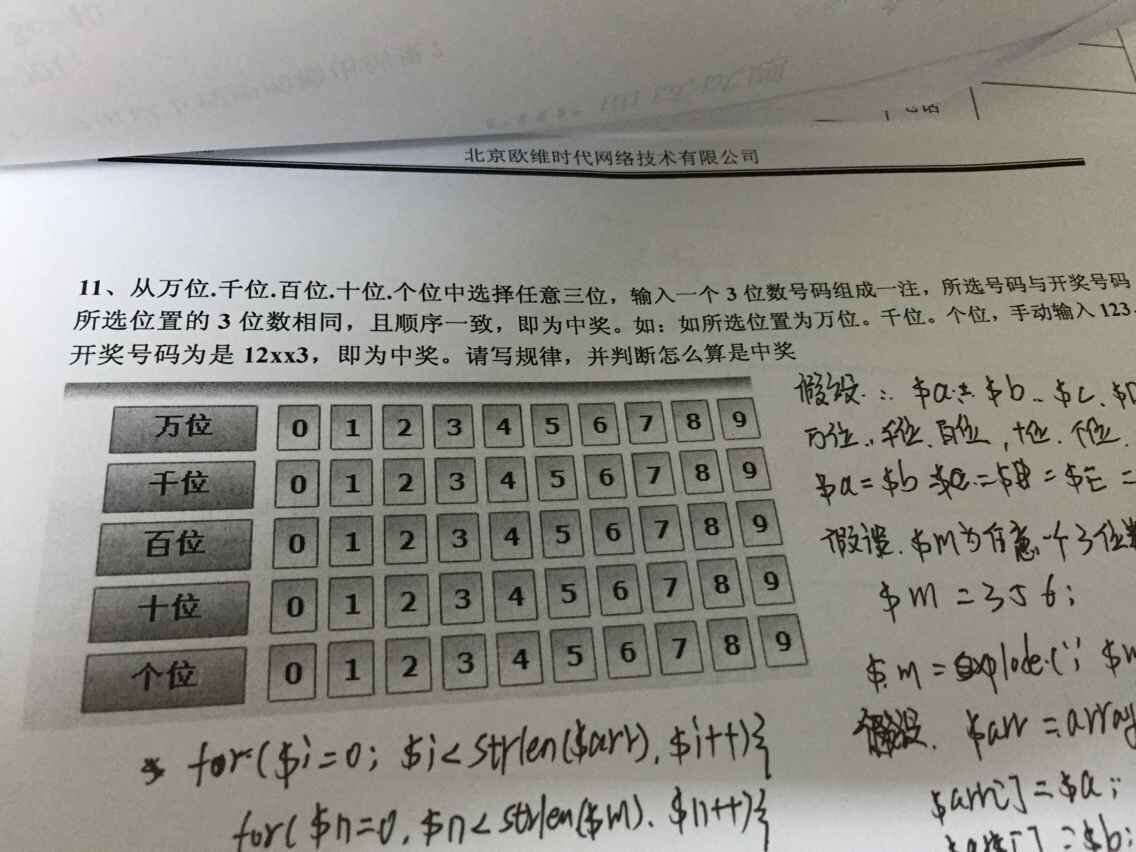 北京欧维时代网络技术有限公司
11、从万位.千位.百位.十位.个位中选择任意三位，输入一个 3 位数号码组成一注，所选号码与开奖号码
所选位置的 3 位数相同，且顺序一致，即为中奖。如：如所选位置为万位。千位。个位，手动输入 123.
开奖号码为是 12xx3，即为中奖。请写规律，并判断怎么算是中奖
万位 0 1 2 3 4 5 6 7 8 9
千位 0 1 2 3 4 5 6 7 8 9
百位 0 1 2 3 4 5 6 7 8 9
十位 0 1 2 3 4 5 6 7 8 9
个位 0 1 2 3 4 5 6 7 8 9
假设 $a $b $c
万位 千位 百位 十位 个位
$a = $b = $E =
假设 $m为任意一个3位
$m = 356;
$m = explode(
假设 $arr = array
$arr[] = $a;
= $b;
for($i=0; $i<strlen($arr), $i++){
for($n=0, $n<strlen($m). $n++){